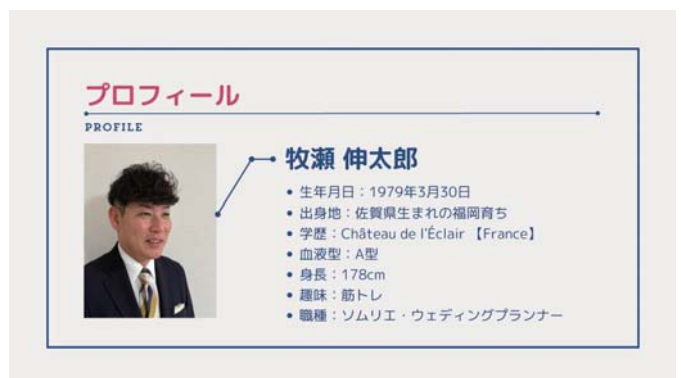 プロフィール
PROFILE
牧瀬 伸太郎
• 生年月日：1979年3月30日
• 出身地：佐賀県生まれの福岡育ち
• 学歴：Château de l'Éclair 【France】
• 血液型：A型
• 身長：178cm
• 趣味：筋トレ
• 職種：ソムリエ・ウェディングプランナー